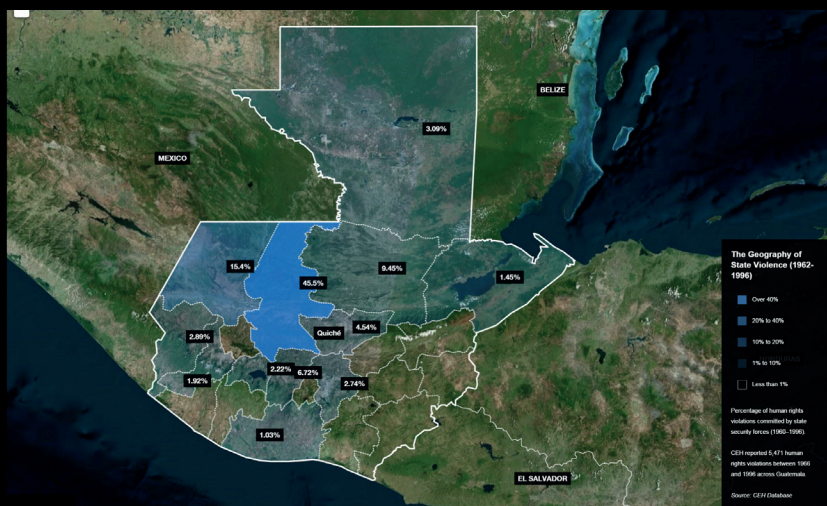 BELIZE
3.09%
MEXICO
15.4%
45.5%
9.45%
1.45%
Quiché
4.54%
2.89%
2.22%
6.72%
2.74%
1.92%
1.03%
EL SALVADOR
The Geography of
State Violence (1962-
1996)
Over 40%
20% to 40%
10% to 20%
1% to 10%
Less than 1%
Percentage of human rights
violations committed by state
security forces (1960–1996).
CEH reported 5,471 human
rights violations between 1966
and 1996 across Guatemala.
Source: CEH Database